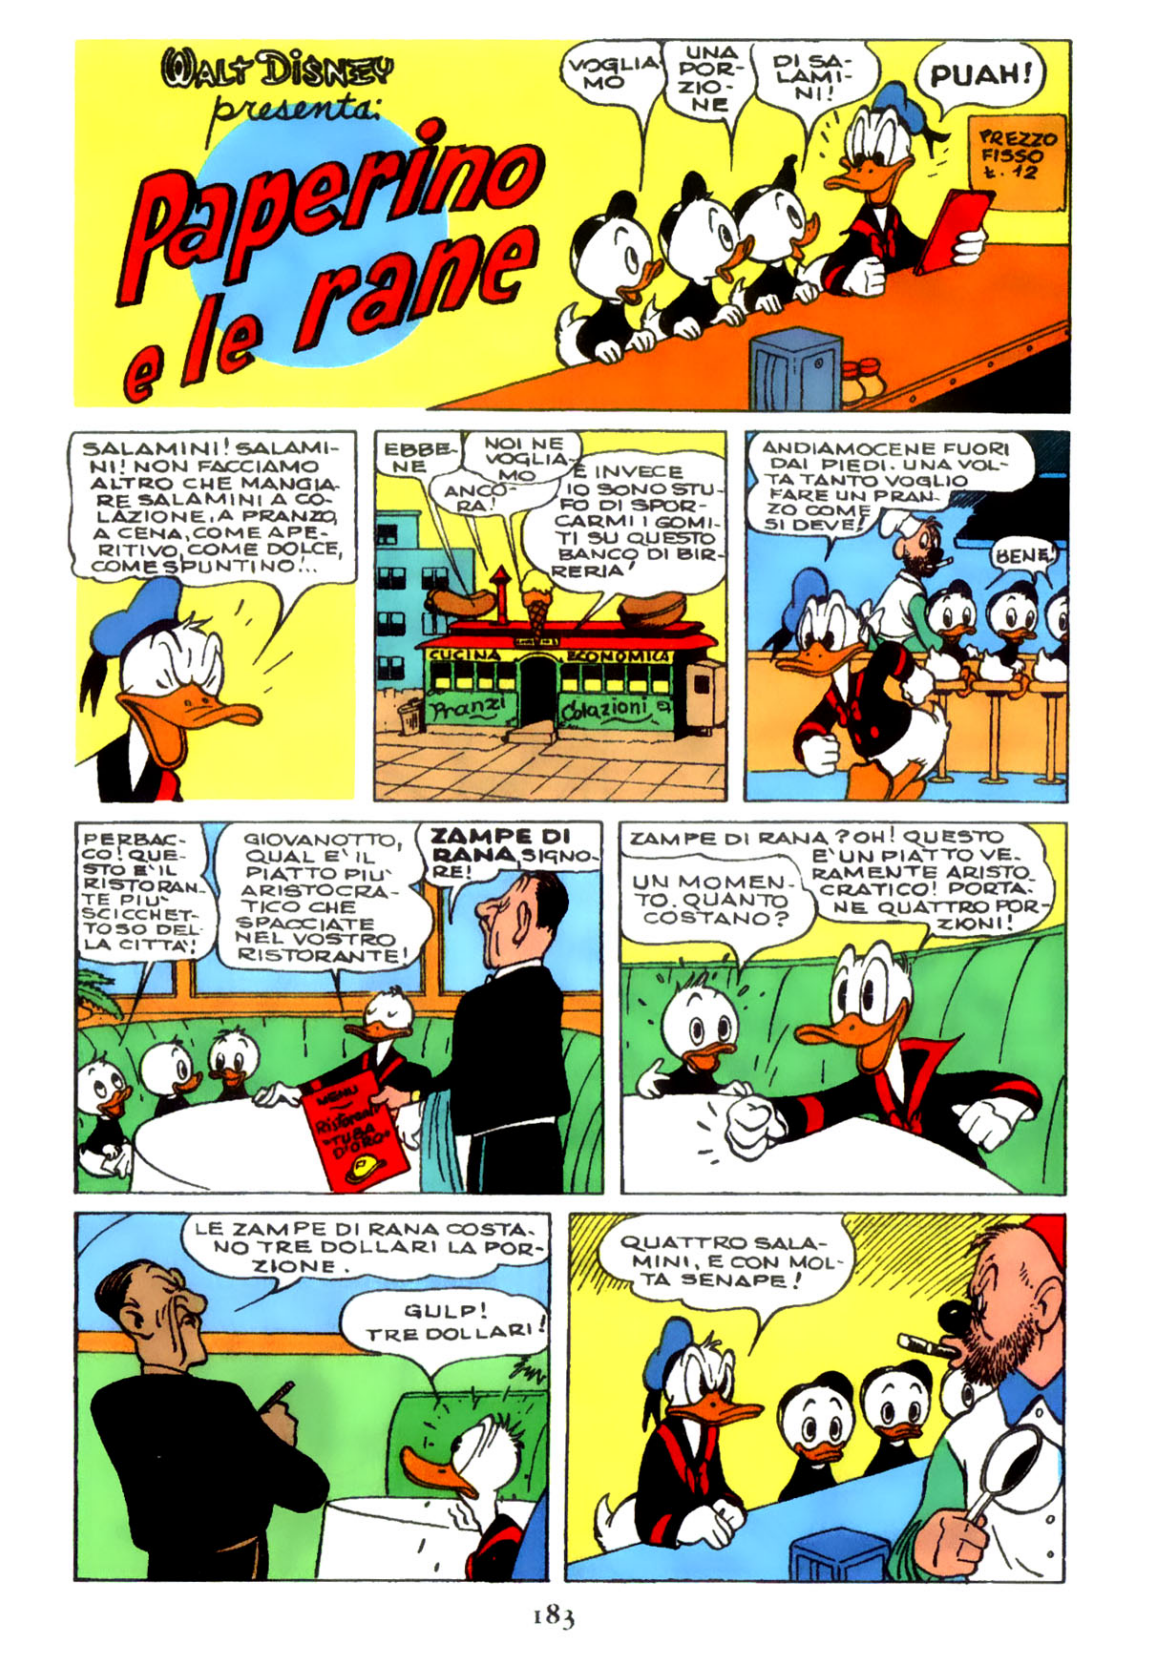 WALT DISNEY
presenta:
Paperino
e le rane
VOGLIA
MO
UNA
POR-
ZIO-
NE
DI SA-
LAMI-
NI!
PUAH!
PREZZO
FISSO
£. 12
SALAMINI! SALAMI-
NI! NON FACCIAMO
ALTRO CHE MANGIA-
RE SALAMINI A CO-
LAZIONE, A PRANZO,
A CENA, COME APE-
RITIVO, COME DOLCE,
COME SPUNTINO!...
EBBE-
NE
NOI NE
VOGLIA-
MO
ANCO-
RA!
E INVECE
IO SONO STU-
FO DI SPOR-
CARMI I GOMI-
TI SU QUESTO
BANCO DI BIR-
RERIA!
CUCINA ECONOMICA
Pranzi
Colazioni
ANDIAMOCENE FUORI
DAI PIEDI. UNA VOL-
TA TANTO VOGLIO
FARE UN PRAN-
ZO COME
SI DEVE!
BENE!
PERBAC-
CO! QUE-
STO E' IL
RISTORAN-
TE PIU'
SCICCHET-
TOSO DEL-
LA CITTA'!
GIOVANOTTO,
QUAL E' IL
PIATTO PIU'
ARISTOCRA-
TICO CHE
SPACCIATE
NEL VOSTRO
RISTORANTE!
ZAMPE DI
RANA, SIGNO-
RE!
MENU
Ristorante
"TUBA
D'ORO"
ZAMPE DI RANA? OH! QUESTO
E' UN PIATTO VE-
RAMENTE ARISTO-
CRATICO! PORTA-
NE QUATTRO POR-
ZIONI!
UN MOMEN-
TO. QUANTO
COSTANO?
LE ZAMPE DI RANA COSTA-
NO TRE DOLLARI LA POR-
ZIONE.
GULP!
TRE DOLLARI!
QUATTRO SALA-
MINI, E CON MOL-
TA SENAPE!
183